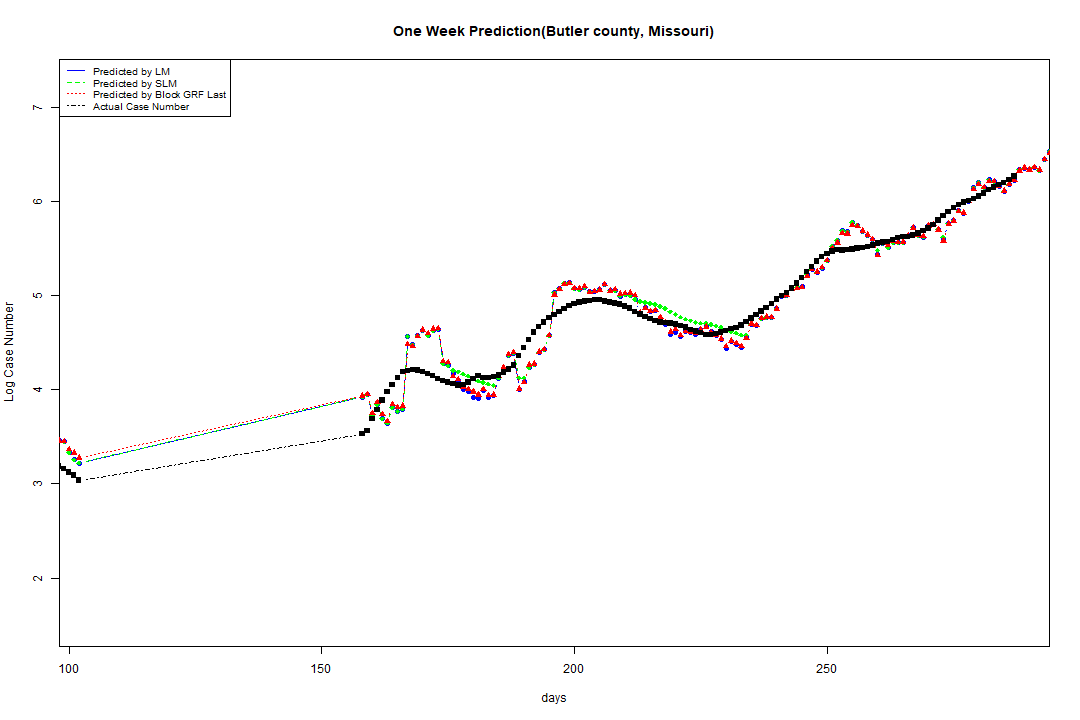 One Week Prediction(Butler county, Missouri)
Predicted by LM
Predicted by SLM
Predicted by Block GRF Last
Actual Case Number
Log Case Number
7
6
5
4
3
2
100 150 200 250
days